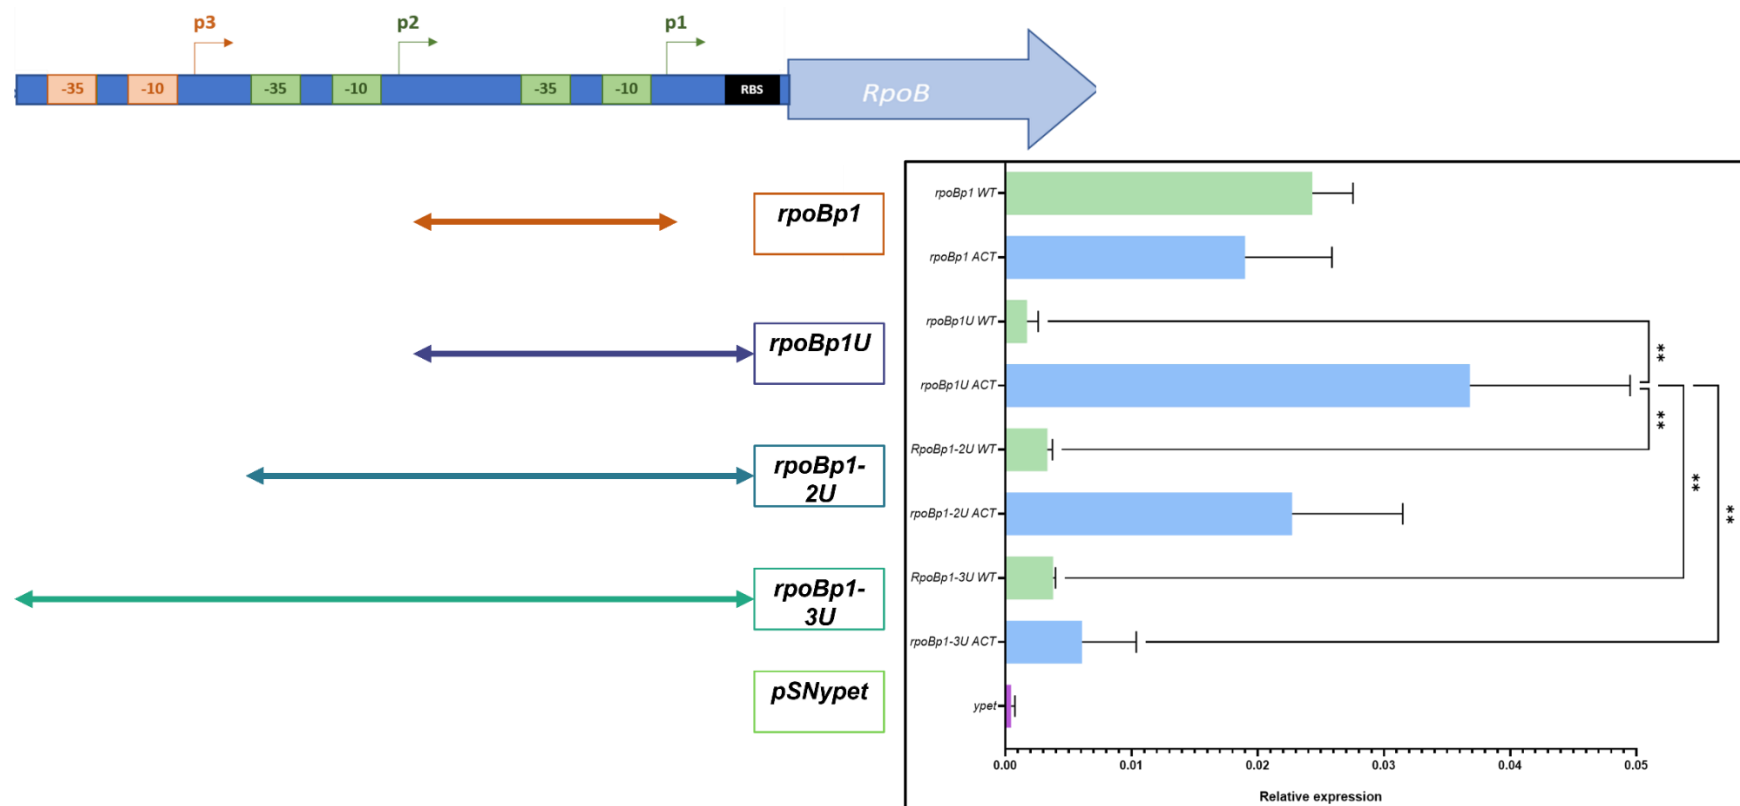 p3 p2 p1
-35 -10 -35 -10 -35 -10 RBS RpoB
rpoBp1
rpoBp1U
rpoBp1-
2U
rpoBp1-
3U
pSNypet
rpoBp1 WT
rpoBp1 ACT
rpoBp1U WT
rpoBp1U ACT
RpoBp1-2U WT
rpoBp1-2U ACT
RpoBp1-3U WT
rpoBp1-3U ACT
ypet
**
**
**
**
0.00 0.01 0.02 0.03 0.04 0.05
Relative expression